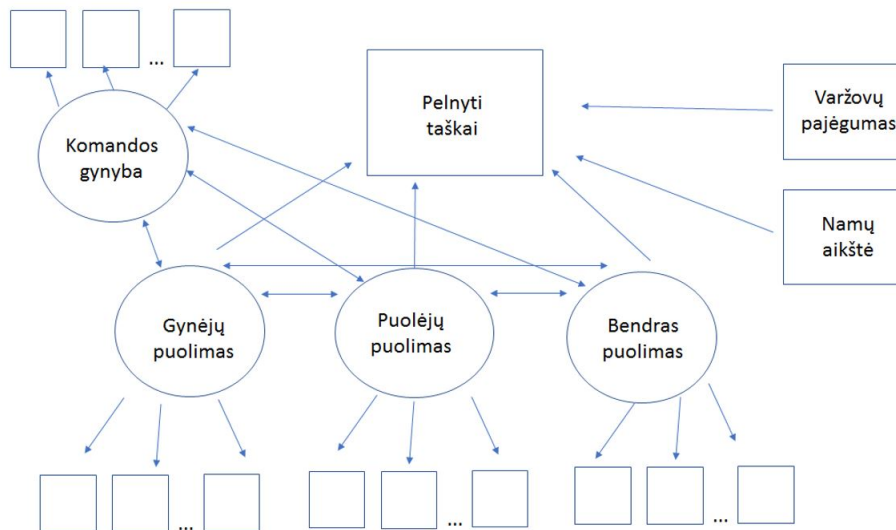 ...
Pelnyti
taškai
Varžovų
pajėgumas
Komandos
gynyba
Namų
aikštė
Gynėjų
puolimas
Puolėjų
puolimas
Bendras
puolimas
...
...
...